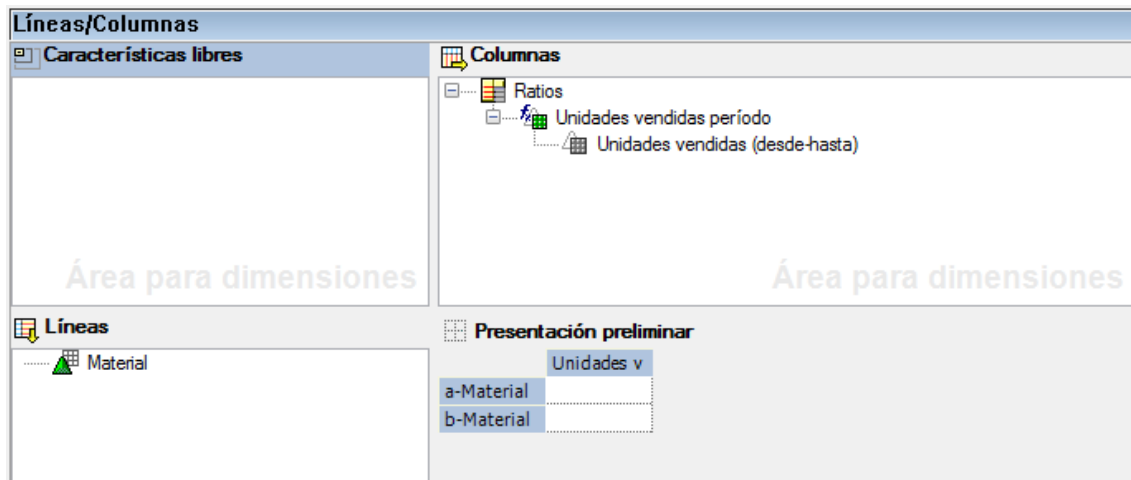 Líneas/Columnas
Características libres
Área para dimensiones
Columnas
Ratios
Unidades vendidas período
Unidades vendidas (desde-hasta)
Área para dimensiones
Líneas
Material
Presentación preliminar
Unidades v
a-Material
b-Material